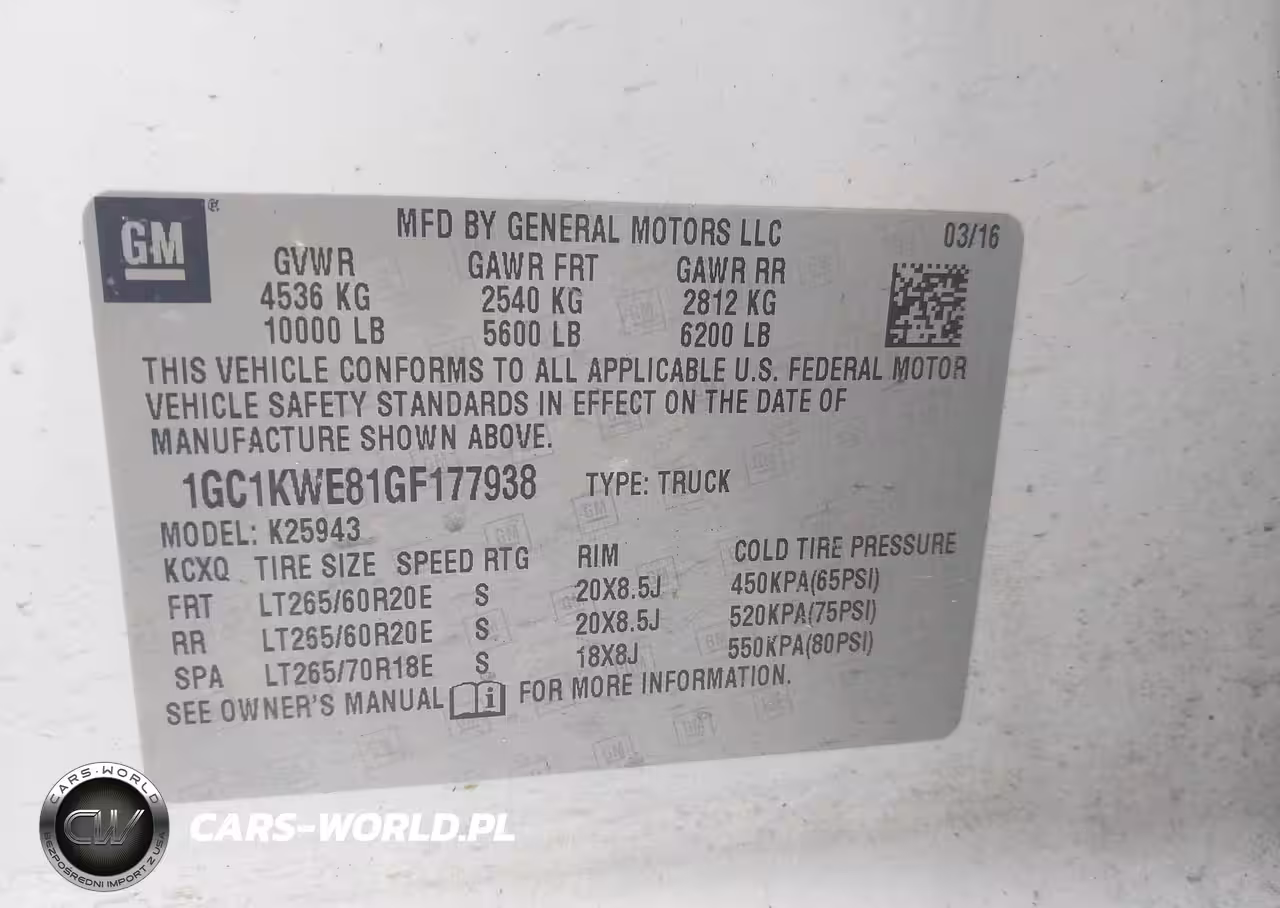 GM
MFD BY GENERAL MOTORS LLC 03/16
GVWR GAWR FRT GAWR RR
4536 KG 2540 KG 2812 KG
10000 LB 5600 LB 6200 LB
THIS VEHICLE CONFORMS TO ALL APPLICABLE U.S. FEDERAL MOTOR
VEHICLE SAFETY STANDARDS IN EFFECT ON THE DATE OF
MANUFACTURE SHOWN ABOVE.
1GC1KWE81GF177938 TYPE: TRUCK
MODEL: K25943
KCXQ TIRE SIZE SPEED RTG RIM COLD TIRE PRESSURE
FRT LT265/60R20E S 20X8.5J 450KPA(65PSI)
RR LT265/60R20E S 20X8.5J 520KPA(75PSI)
SPA LT265/70R18E S 18X8J 550KPA(80PSI)
SEE OWNER'S MANUAL i FOR MORE INFORMATION.
CARS-WORLD
CW
BEZPOŚREDNI IMPORT Z USA
CARS-WORLD.PL